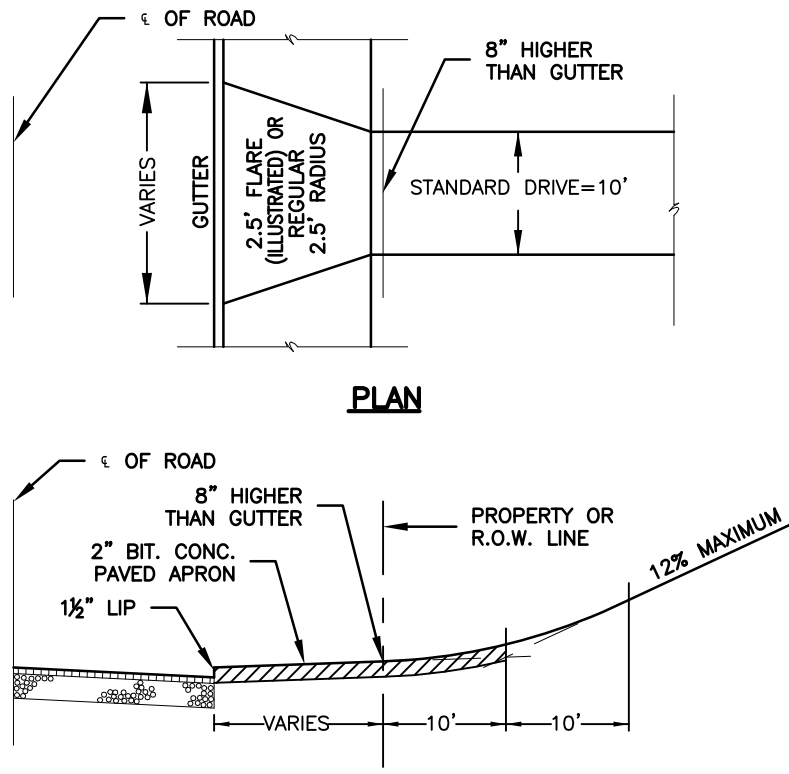 ℄ OF ROAD
8" HIGHER
THAN GUTTER
VARIES
GUTTER
2.5' FLARE
(ILLUSTRATED) OR
REGULAR
2.5' RADIUS
STANDARD DRIVE=10'
PLAN
℄ OF ROAD
8" HIGHER
THAN GUTTER
PROPERTY OR
R.O.W. LINE
2" BIT. CONC.
PAVED APRON
12% MAXIMUM
1½" LIP
VARIES
10'
10'